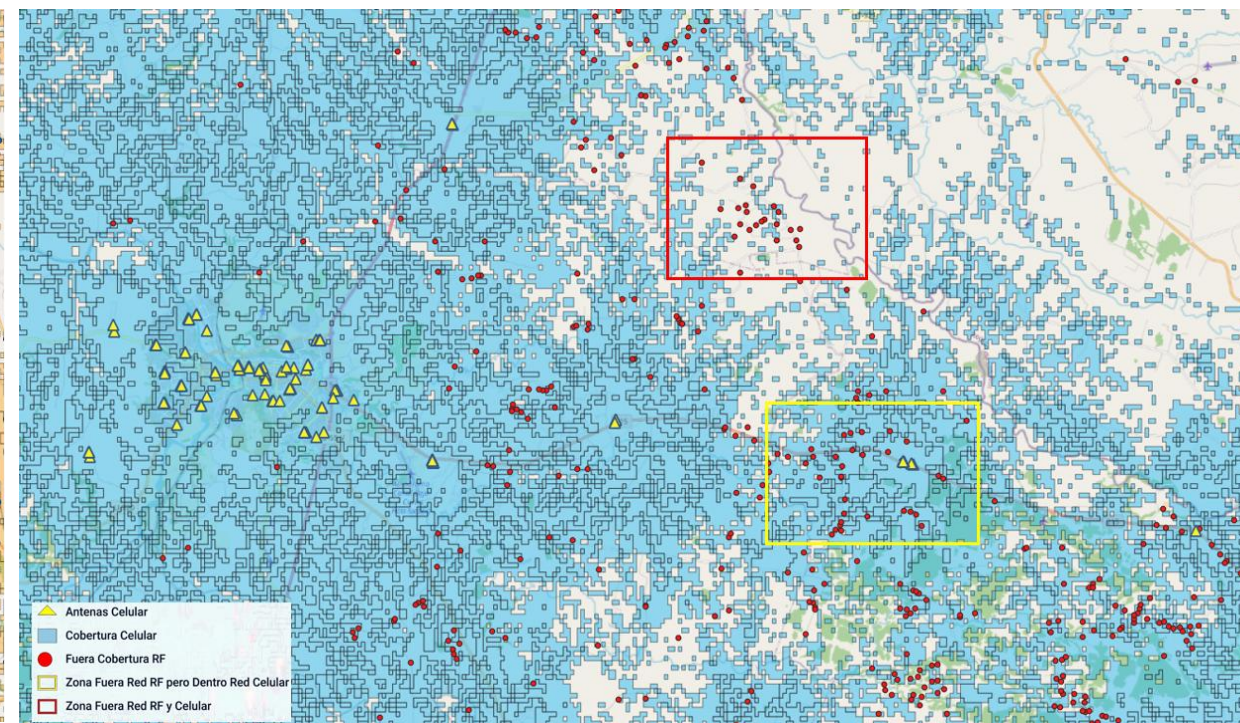 Antenas Celular
Cobertura Celular
Fuera Cobertura RF
Zona Fuera Red RF pero Dentro Red Celular
Zona Fuera Red RF y Celular